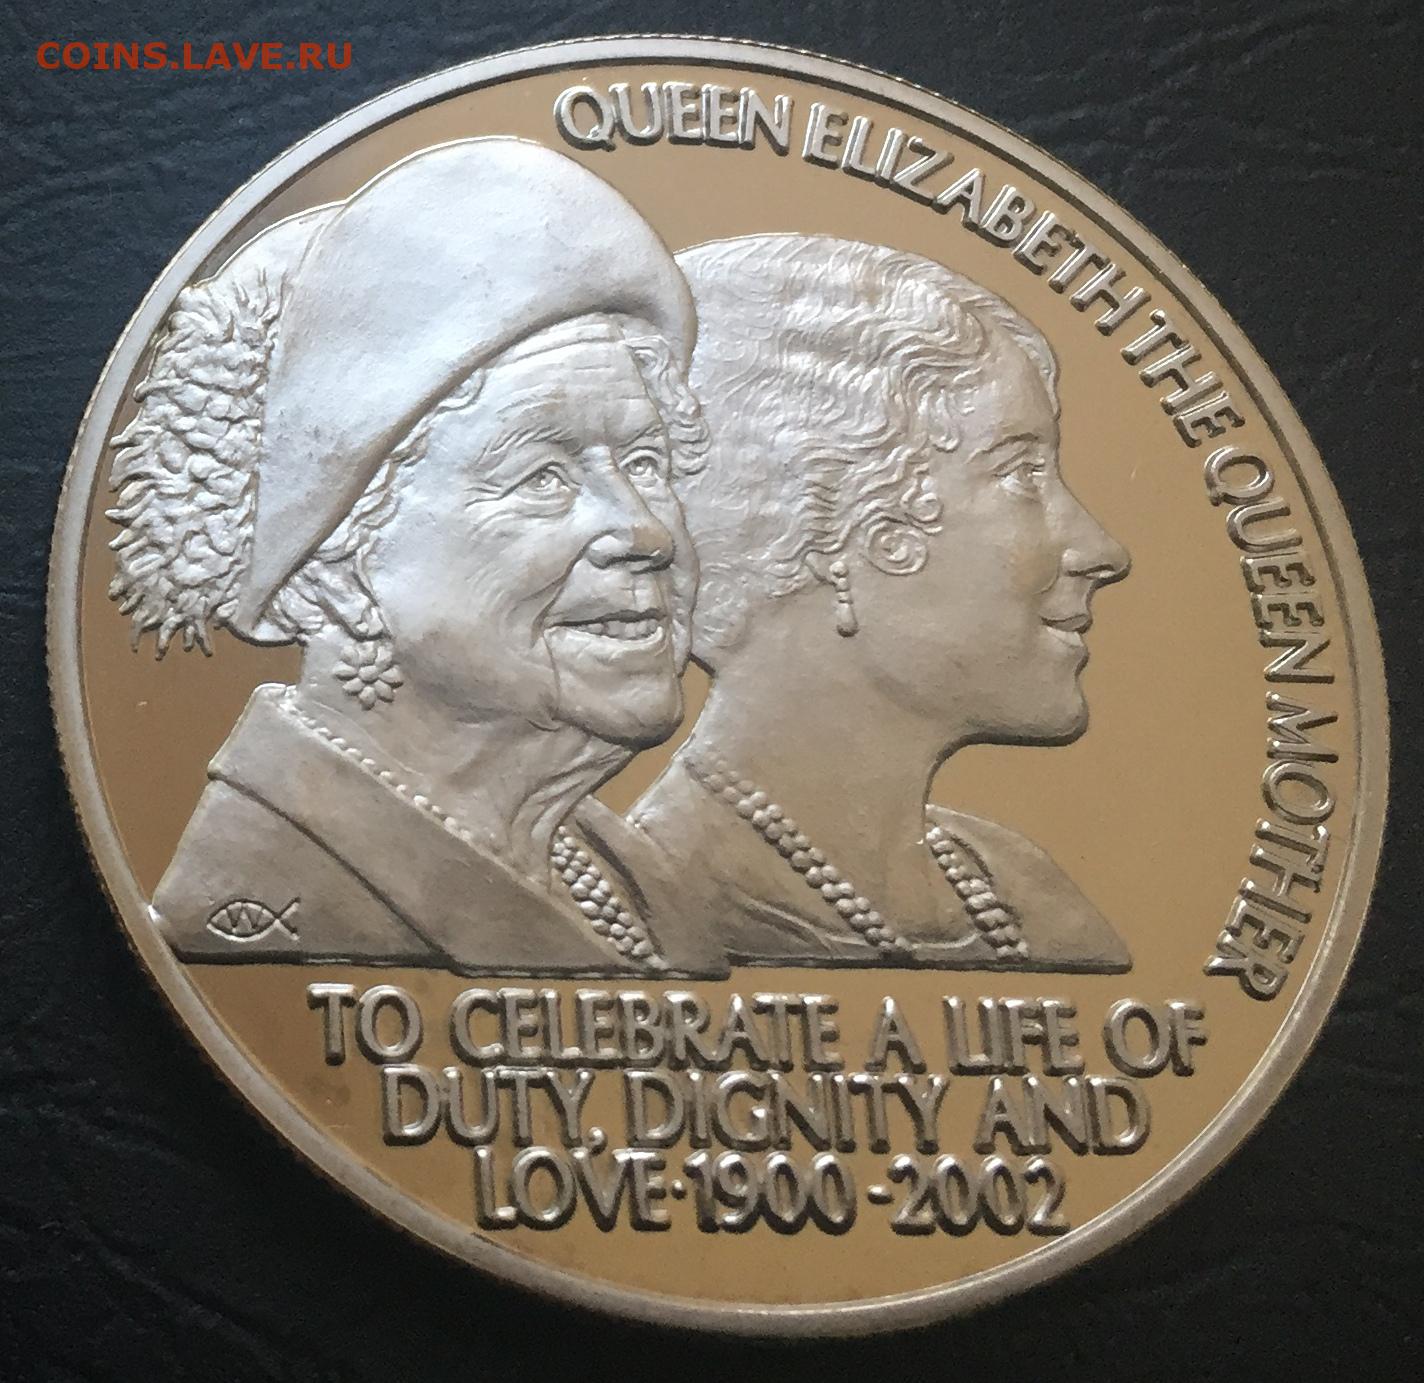 COINS.LAVE.RU
QUEEN ELIZABETH THE QUEEN MOTHER
W
TO CELEBRATE A LIFE OF
DUTY, DIGNITY AND
LOVE·1900-2002